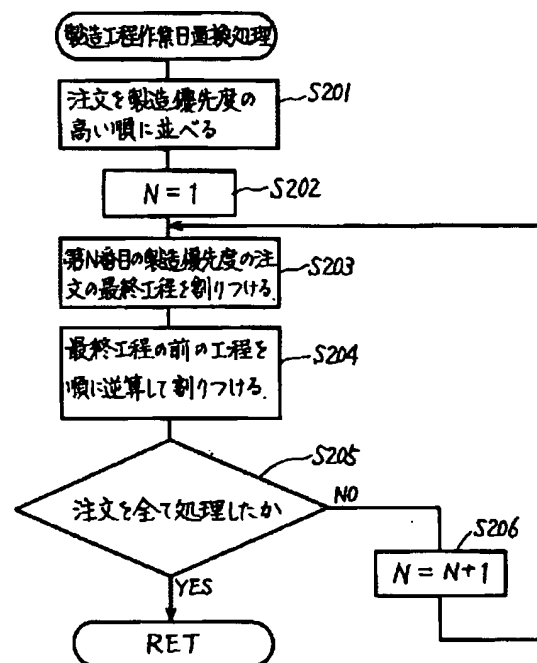 製造工程作業日置換処理
注文を製造優先度の
高い順に並べる
S201
N=1
S202
第N番目の製造優先度の注
文の最終工程を割りつける.
S203
最終工程の前の工程を
順に逆算して割りつける.
S204
注文を全て処理したか
S205
NO
N=N+1
S206
YES
RET